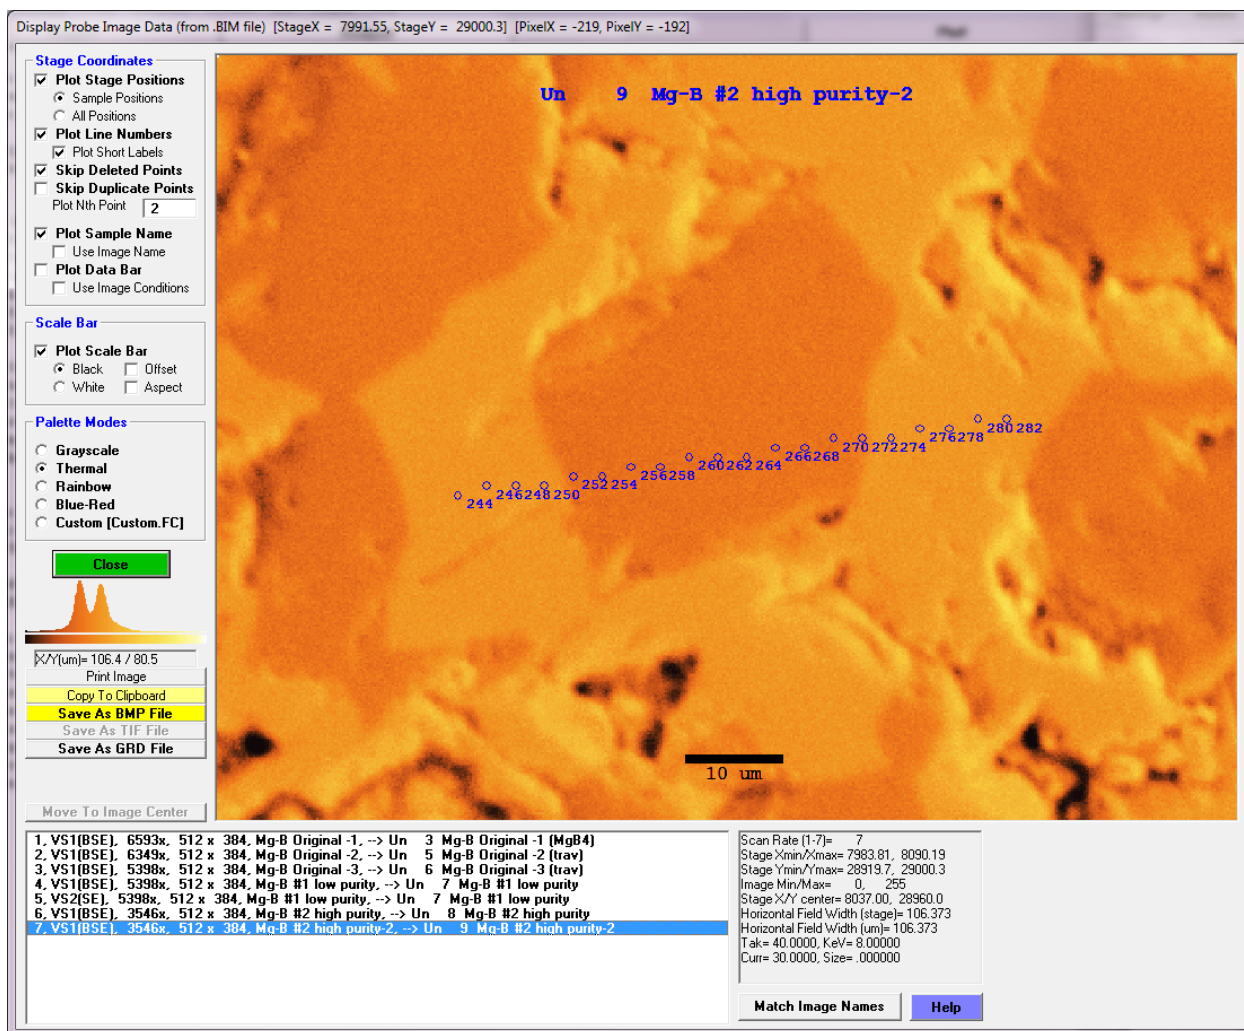 Display Probe Image Data (from .BIM file) [StageX = 7991.55, StageY = 29000.3] [PixelX = -219, PixelY = -192]
Stage Coordinates
Plot Stage Positions
Sample Positions
All Positions
Plot Line Numbers
Plot Short Labels
Skip Deleted Points
Skip Duplicate Points
Plot Nth Point 2
Plot Sample Name
Use Image Name
Plot Data Bar
Use Image Conditions
Scale Bar
Plot Scale Bar
Black Offset
White Aspect
Palette Modes
Grayscale
Thermal
Rainbow
Blue-Red
Custom [Custom.FC]
Close
X/Y(um)= 106.4 / 80.5
Print Image
Copy To Clipboard
Save As BMP File
Save As TIF File
Save As GRD File
Move To Image Center
Un 9 Mg-B #2 high purity-2
244 246 248 250 252 254 256 258 260 262 264 266 268 270 272 274 276 278 280 282
10 um
1, VS1(BSE), 6593x, 512 x 384, Mg-B Original -1, --> Un 3 Mg-B Original -1 (MgB4)
2, VS1(BSE), 6349x, 512 x 384, Mg-B Original -2, --> Un 5 Mg-B Original -2 (trav)
3, VS1(BSE), 5398x, 512 x 384, Mg-B Original -3, --> Un 6 Mg-B Original -3 (trav)
4, VS1(BSE), 5398x, 512 x 384, Mg-B #1 low purity, --> Un 7 Mg-B #1 low purity
5, VS2(SE), 5398x, 512 x 384, Mg-B #1 low purity, --> Un 7 Mg-B #1 low purity
6, VS1(BSE), 3546x, 512 x 384, Mg-B #2 high purity, --> Un 8 Mg-B #2 high purity
7, VS1(BSE), 3546x, 512 x 384, Mg-B #2 high purity-2, --> Un 9 Mg-B #2 high purity-2
Scan Rate (1-7)= 7
Stage Xmin/Xmax= 7983.81, 8090.19
Stage Ymin/Ymax= 28919.7, 29000.3
Image Min/Max= 0, 255
Stage X/Y center= 8037.00, 28960.0
Horizontal Field Width (stage)= 106.373
Horizontal Field Width (um)= 106.373
Tak= 40.0000, KeV= 8.00000
Curr= 30.0000, Size= .000000
Match Image Names
Help